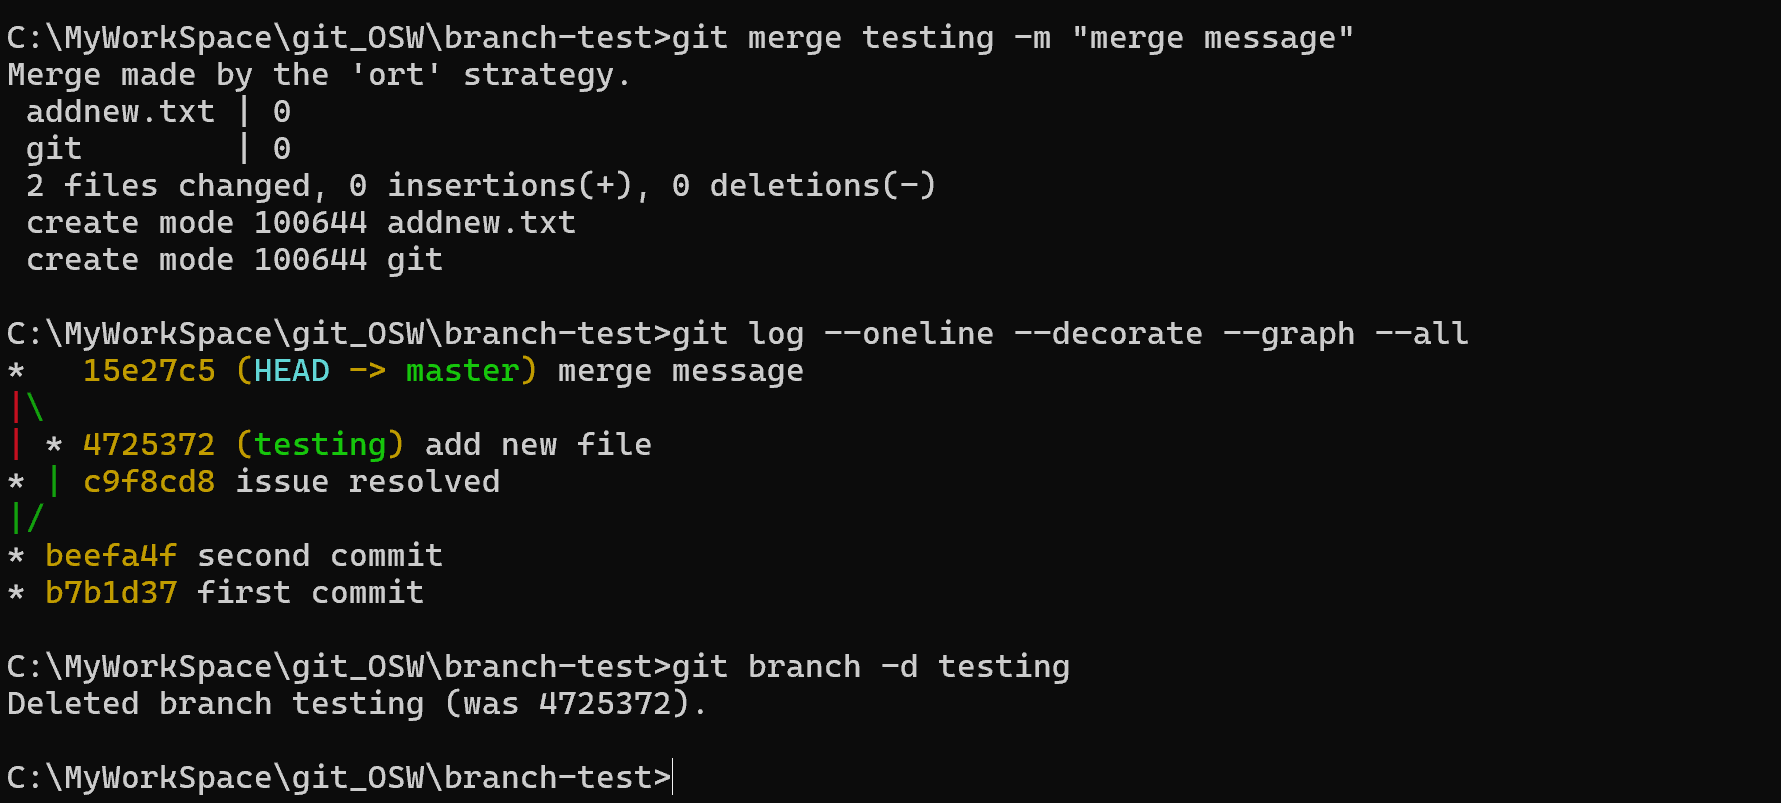 C:\MyWorkSpace\git_OSW\branch-test>git merge testing -m "merge message"
Merge made by the 'ort' strategy.
 addnew.txt | 0
 git        | 0
 2 files changed, 0 insertions(+), 0 deletions(-)
 create mode 100644 addnew.txt
 create mode 100644 git

C:\MyWorkSpace\git_OSW\branch-test>git log --oneline --decorate --graph --all
*   15e27c5 (HEAD -> master) merge message
|\
| * 4725372 (testing) add new file
* | c9f8cd8 issue resolved
|/
* beefa4f second commit
* b7b1d37 first commit

C:\MyWorkSpace\git_OSW\branch-test>git branch -d testing
Deleted branch testing (was 4725372).

C:\MyWorkSpace\git_OSW\branch-test>